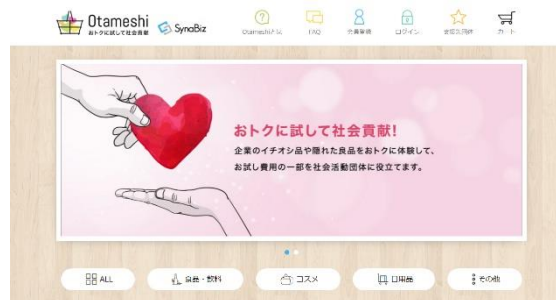 Otameshi
おトクに試して社会貢献
SynaBiz
Otameshiとは
FAQ
会員登録
ログイン
支援先団体
カート
おトクに試して社会貢献!
企業のイチオシ品や隠れた良品をおトクに体験して、
お試し費用の一部を社会活動団体に役立てます。
ALL
食品・飲料
コスメ
日用品
その他